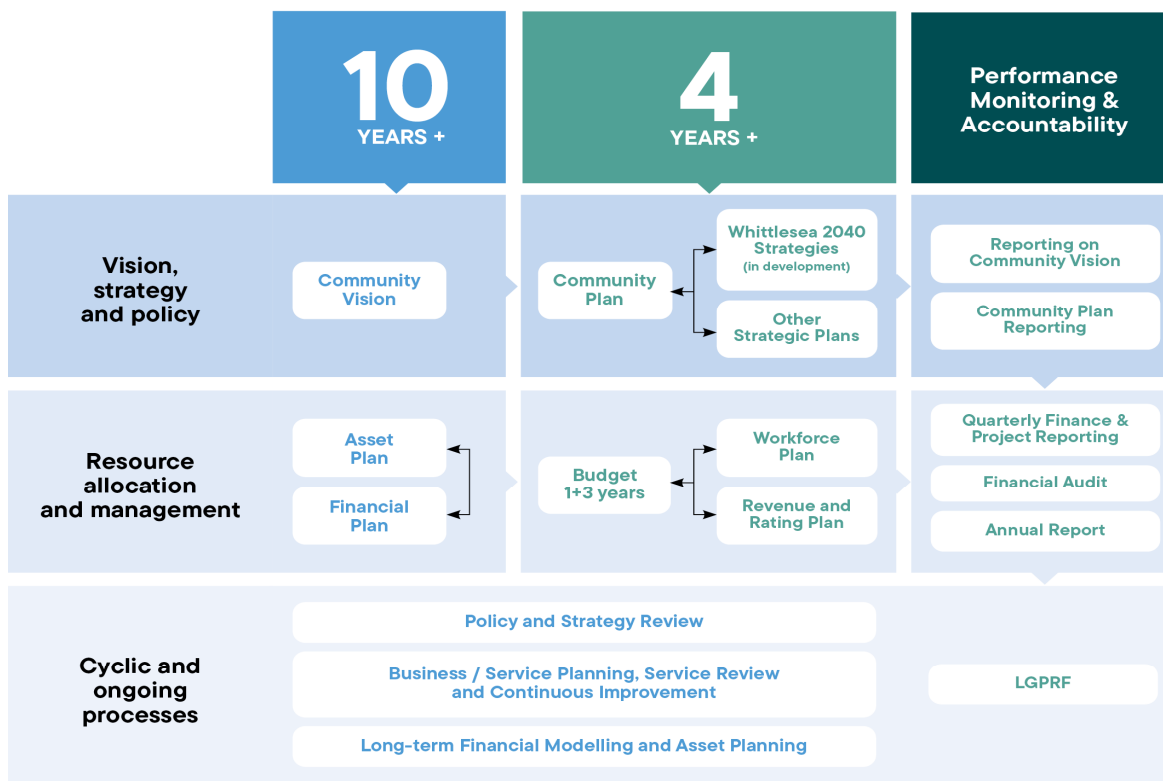 10
YEARS +
4
YEARS +
Performance
Monitoring &
Accountability
Vision,
strategy
and policy
Community
Vision
Community
Plan
Whittlesea 2040
Strategies
(in development)
Other
Strategic Plans
Reporting on
Community Vision
Community Plan
Reporting
Resource
allocation
and management
Asset
Plan
Financial
Plan
Budget
1+3 years
Workforce
Plan
Revenue and
Rating Plan
Quarterly Finance &
Project Reporting
Financial Audit
Annual Report
Cyclic and
ongoing
processes
Policy and Strategy Review
Business / Service Planning, Service Review
and Continuous Improvement
Long-term Financial Modelling and Asset Planning
LGPRF